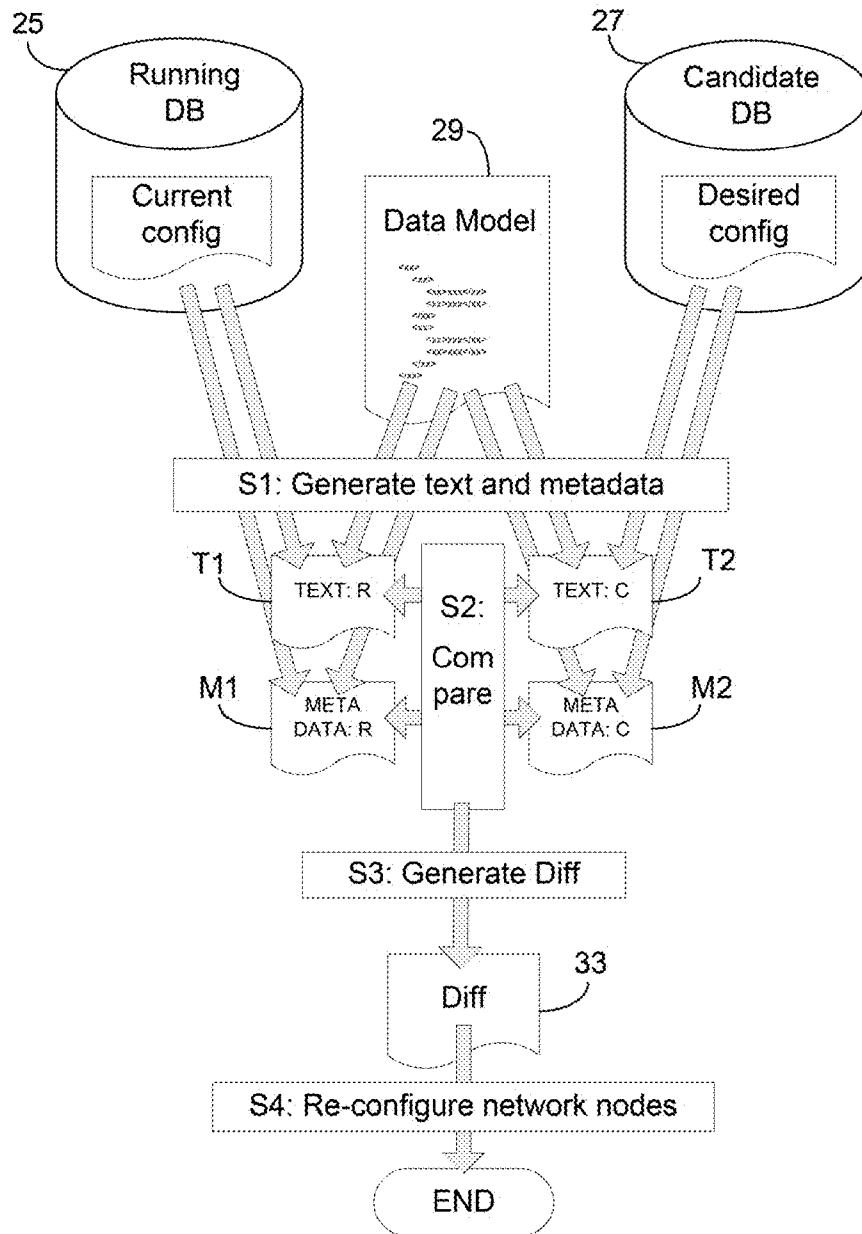 25
Running
DB
27
Candidate
DB
29
Current
config
Data Model
Desired
config
S1: Generate text and metadata
T1
TEXT: R
S2:
Com
pare
TEXT: C
T2
M1
META
DATA: R
META
DATA: C
M2
S3: Generate Diff
Diff
33
S4: Re-configure network nodes
END